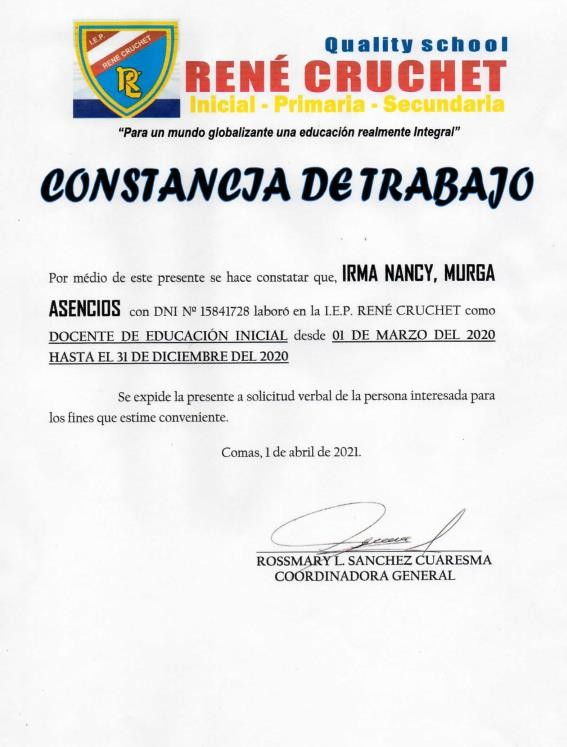 I.E.P.
RENÉ CRUCHET
RC
Quality school
RENÉ CRUCHET
Inicial - Primaria - Secundaria
“Para un mundo globalizante una educación realmente Integral”
CONSTANCIA DE TRABAJO
Por médio de este presente se hace constatar que, IRMA NANCY, MURGA
ASENCIOS con DNI Nº 15841728 laboró en la I.E.P. RENÉ CRUCHET como
DOCENTE DE EDUCACIÓN INICIAL desde 01 DE MARZO DEL 2020
HASTA EL 31 DE DICIEMBRE DEL 2020
Se expide la presente a solicitud verbal de la persona interesada para
los fines que estime conveniente.
Comas, 1 de abril de 2021.
ROSSMARY L. SANCHEZ CUARESMA
COORDINADORA GENERAL